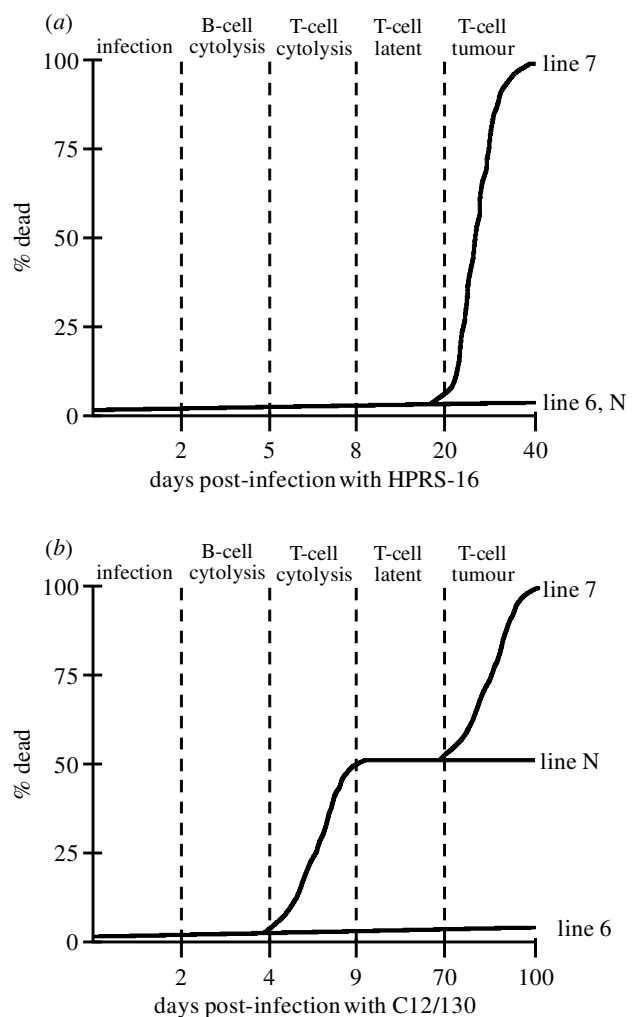 (a)
infection B-cell cytolysis T-cell cytolysis T-cell latent T-cell tumour
100
75
50
25
0
% dead
line 7
line 6, N
2 5 8 20 40
days post-infection with HPRS-16
(b)
infection B-cell cytolysis T-cell cytolysis T-cell latent T-cell tumour
100
75
50
25
0
% dead
line 7
line N
line 6
2 4 9 70 100
days post-infection with C12/130